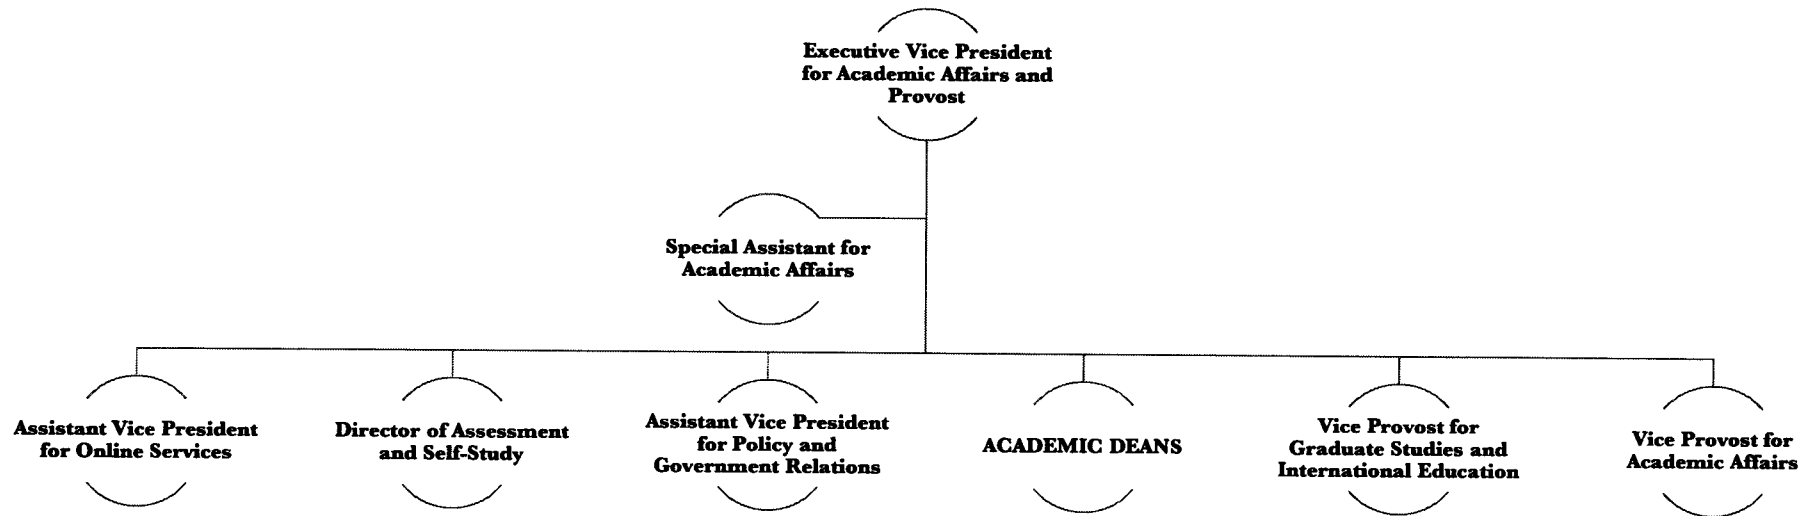 Executive Vice President
for Academic Affairs and
Provost
Special Assistant for
Academic Affairs
Assistant Vice President
for Online Services
Director of Assessment
and Self-Study
Assistant Vice President
for Policy and
Government Relations
ACADEMIC DEANS
Vice Provost for
Graduate Studies and
International Education
Vice Provost for
Academic Affairs